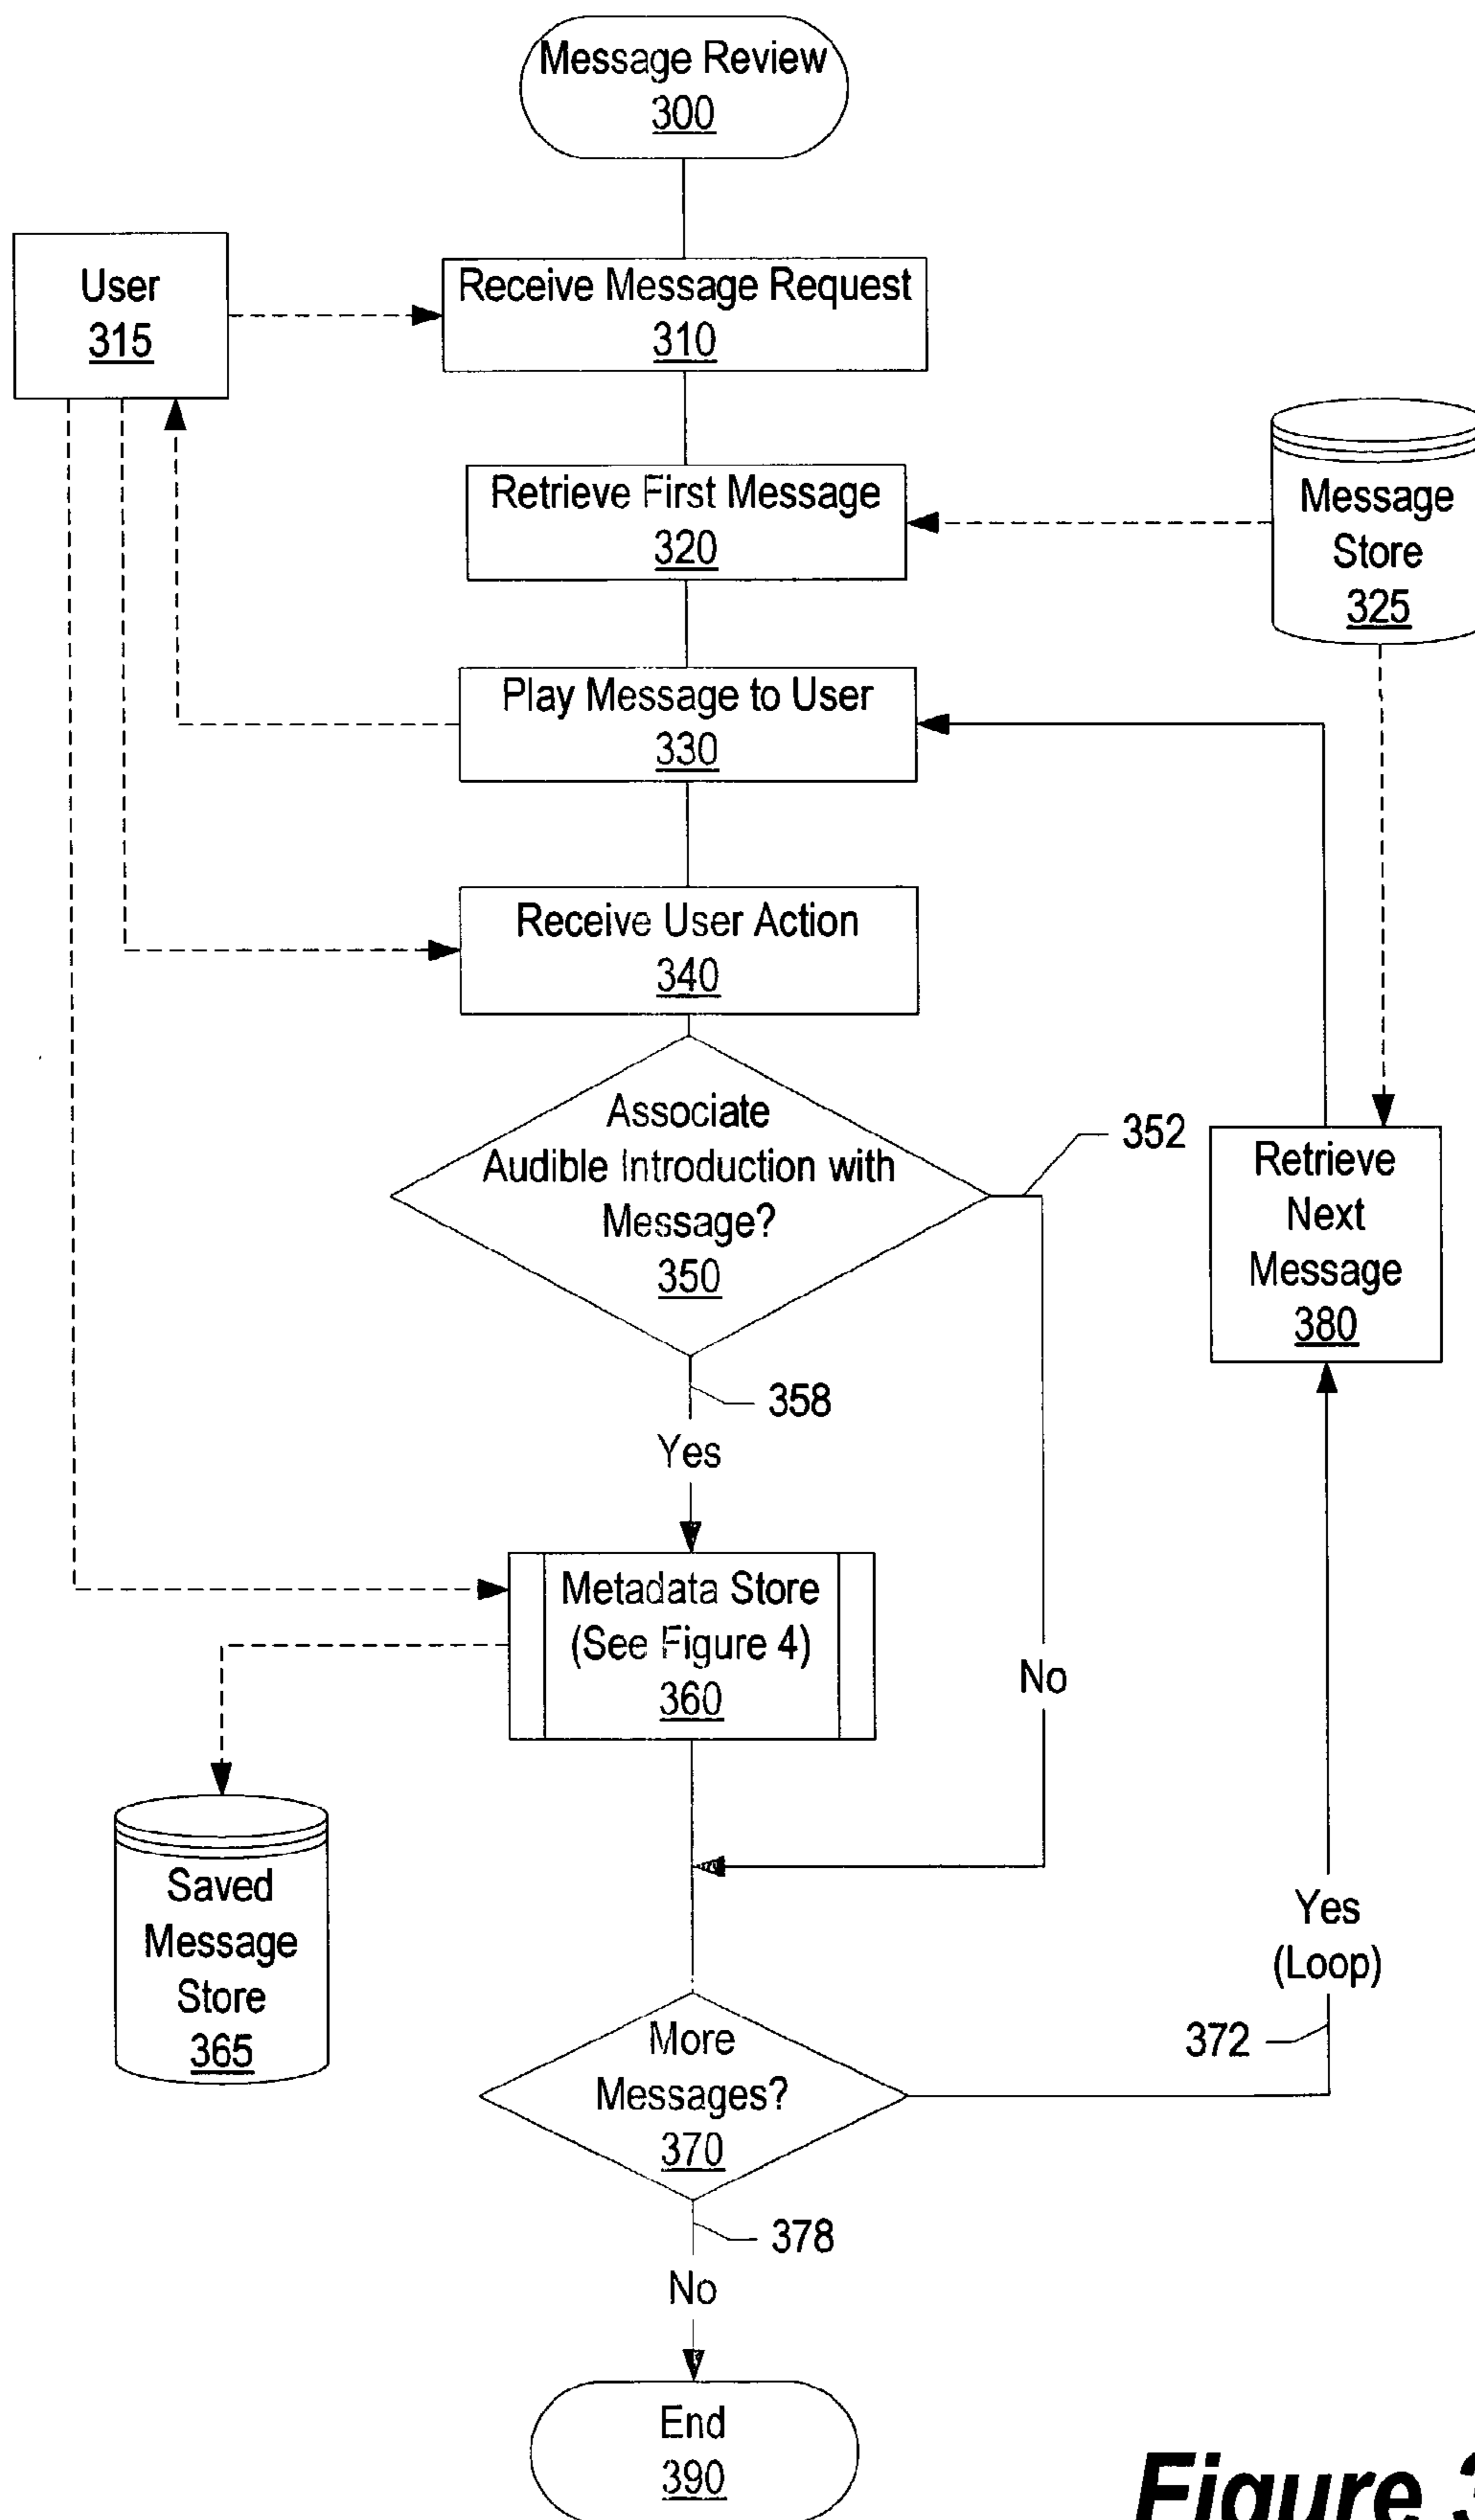 Message Review
300
User
315
Receive Message Request
310
Retrieve First Message
320
Message
Store
325
Play Message to User
330
Receive User Action
340
Associate
Audible Introduction with
Message?
350
352
Retrieve
Next
Message
380
358
Yes
Metadata Store
(See Figure 4)
360
No
Saved
Message
Store
365
Yes
(Loop)
372
More
Messages?
370
378
No
End
390
Figure 3